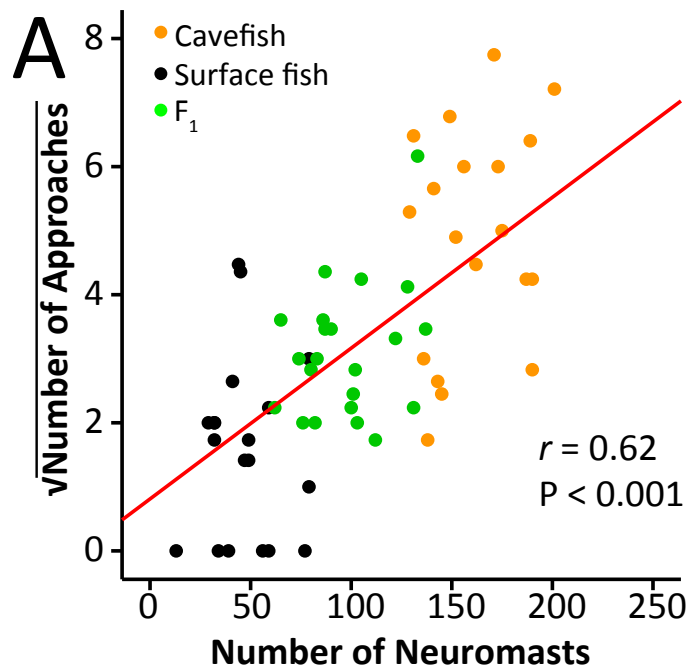 A
8
Cavefish
Surface fish
F₁
6
4
2
0
√Number of Approaches
r = 0.62
P < 0.001
0 50 100 150 200 250
Number of Neuromasts